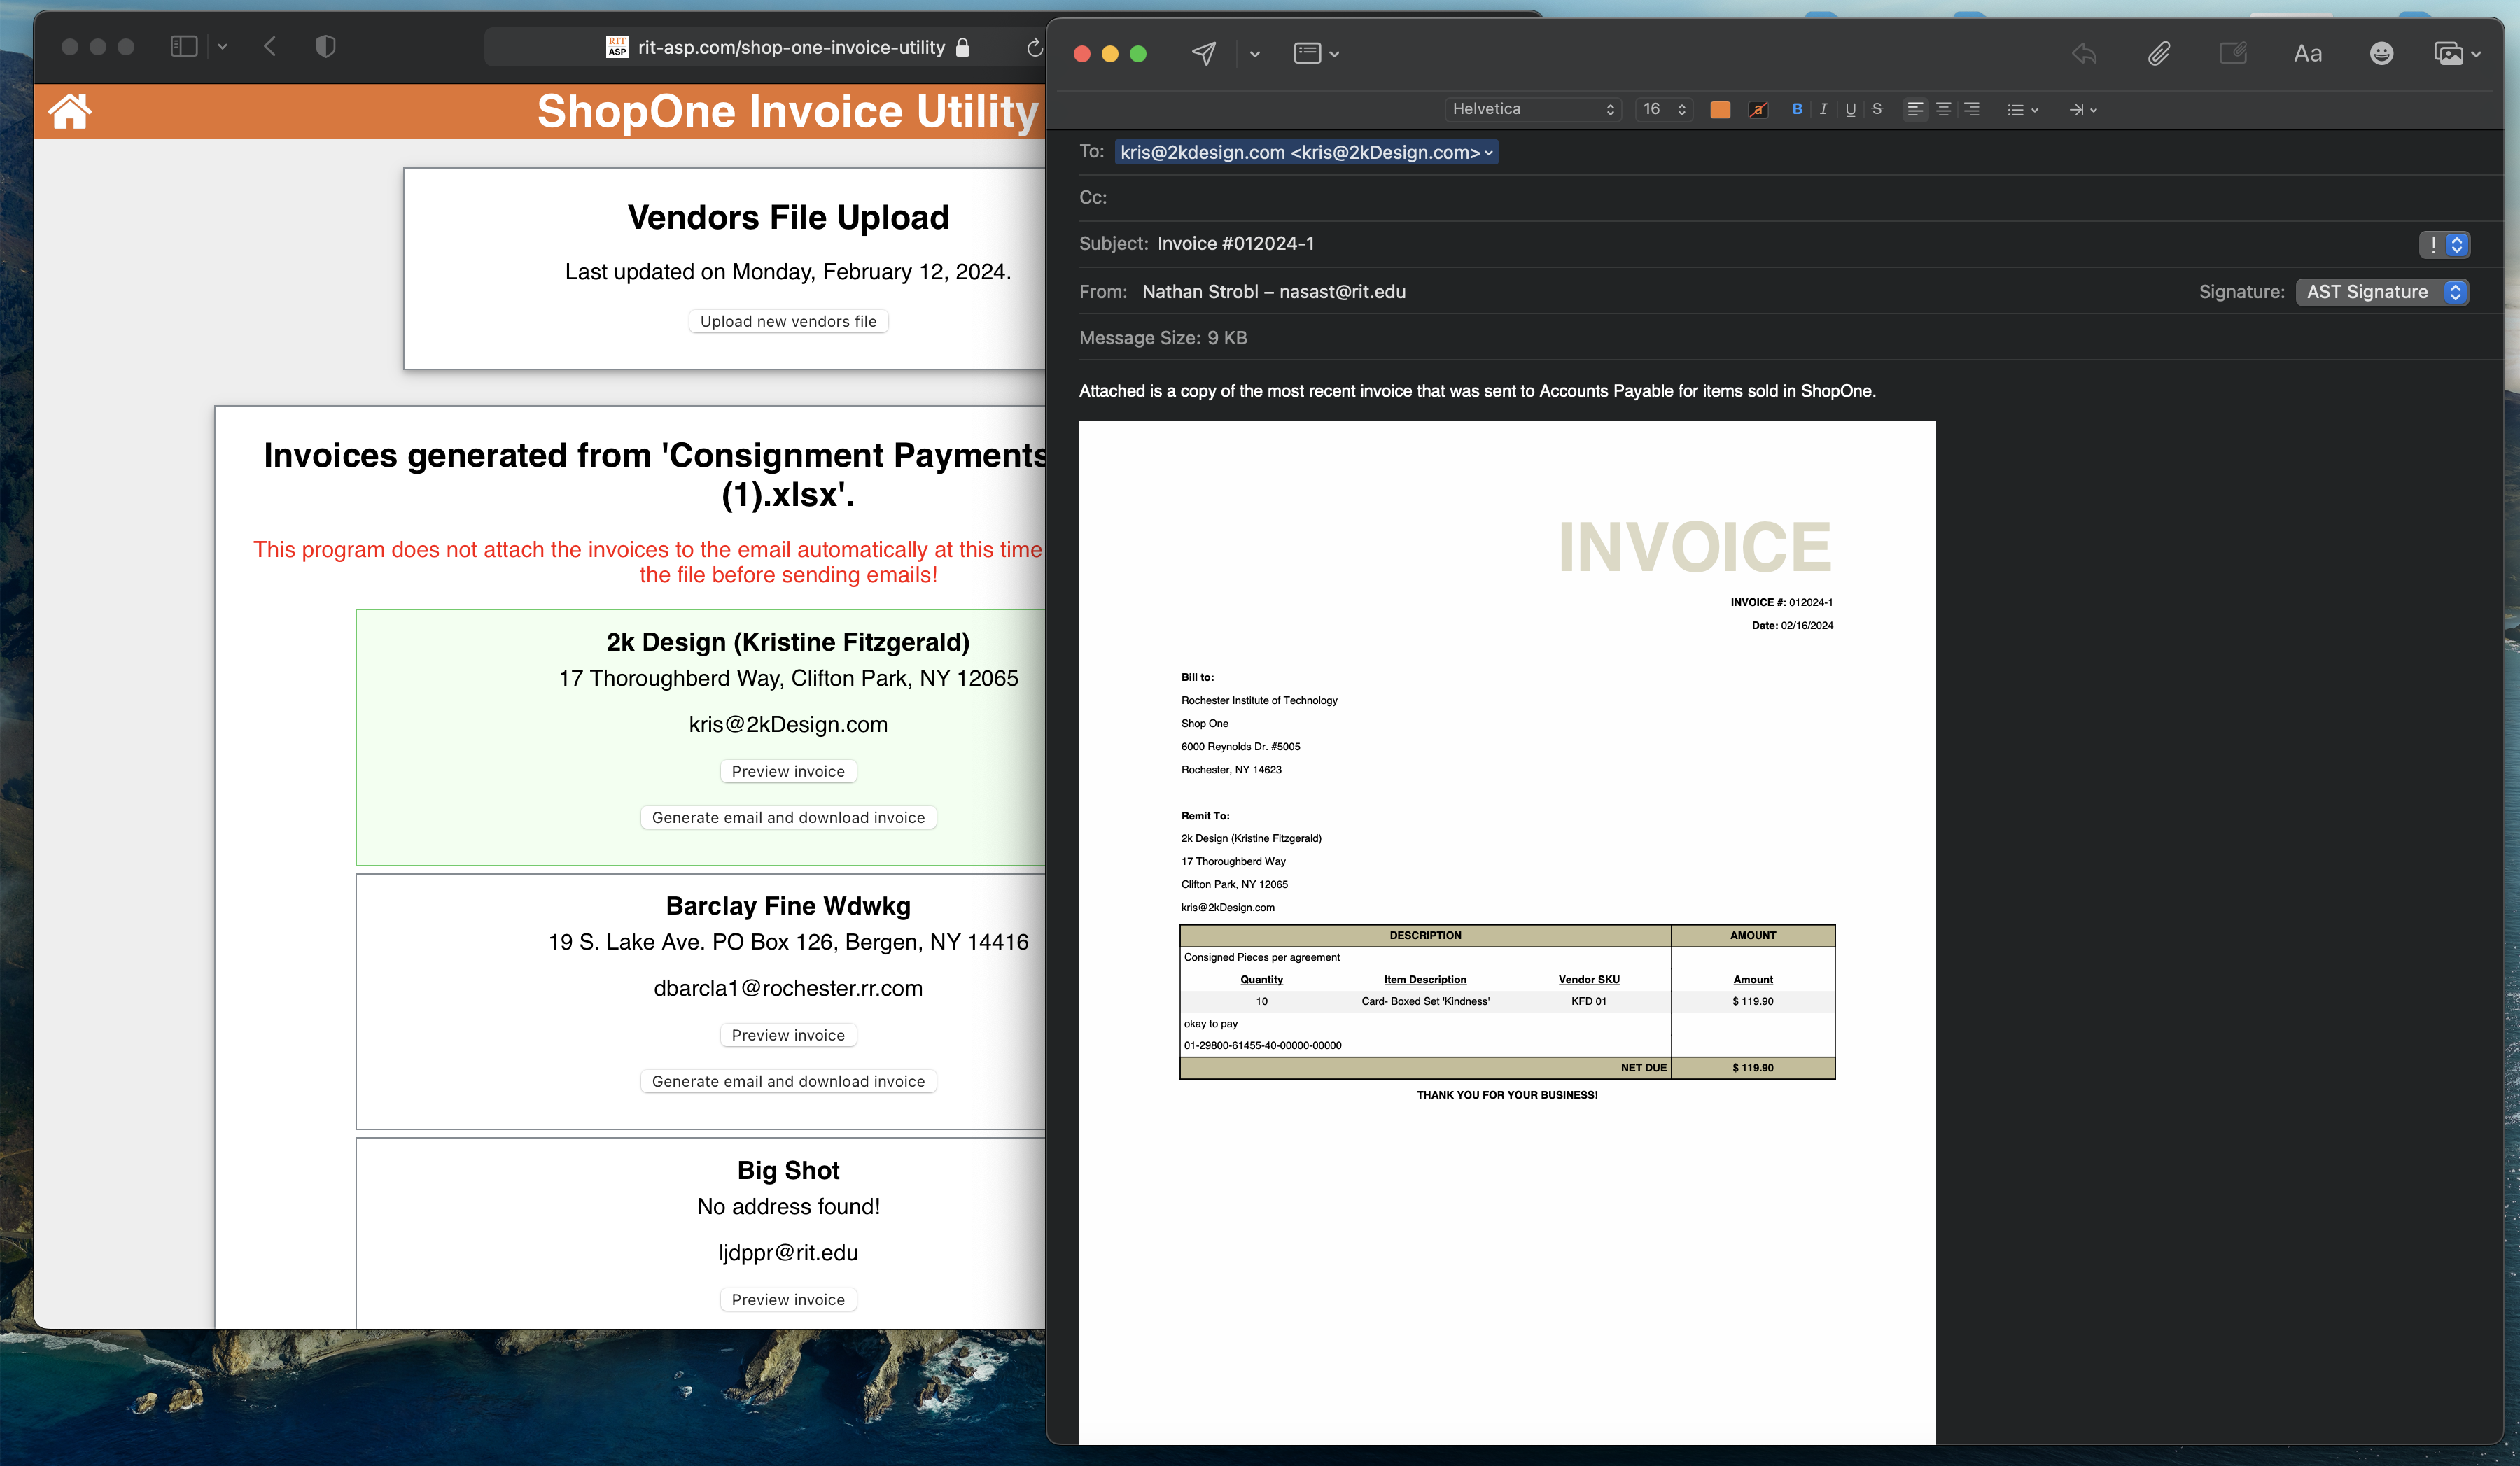 RIT
ASP
rit-asp.com/shop-one-invoice-utility
ShopOne Invoice Utility
Vendors File Upload
Last updated on Monday, February 12, 2024.
Upload new vendors file
Invoices generated from 'Consignment Payments
(1).xlsx'.
This program does not attach the invoices to the email automatically at this time
the file before sending emails!
2k Design (Kristine Fitzgerald)
17 Thoroughberd Way, Clifton Park, NY 12065
kris@2kDesign.com
Preview invoice
Generate email and download invoice
Barclay Fine Wdwkg
19 S. Lake Ave. PO Box 126, Bergen, NY 14416
dbarcla1@rochester.rr.com
Preview invoice
Generate email and download invoice
Big Shot
No address found!
ljdppr@rit.edu
Preview invoice
Aa
Helvetica 16 a B I U S
To: kris@2kdesign.com <kris@2kDesign.com>
Cc:
Subject: Invoice #012024-1 !
From: Nathan Strobl – nasast@rit.edu Signature: AST Signature
Message Size: 9 KB
Attached is a copy of the most recent invoice that was sent to Accounts Payable for items sold in ShopOne.
INVOICE
INVOICE #: 012024-1
Date: 02/16/2024
Bill to:
Rochester Institute of Technology
Shop One
6000 Reynolds Dr. #5005
Rochester, NY 14623
Remit To:
2k Design (Kristine Fitzgerald)
17 Thoroughberd Way
Clifton Park, NY 12065
kris@2kDesign.com
DESCRIPTION AMOUNT
Consigned Pieces per agreement
Quantity Item Description Vendor SKU Amount
10 Card- Boxed Set 'Kindness' KFD 01 $ 119.90
okay to pay
01-29800-61455-40-00000-00000
NET DUE $ 119.90
THANK YOU FOR YOUR BUSINESS!